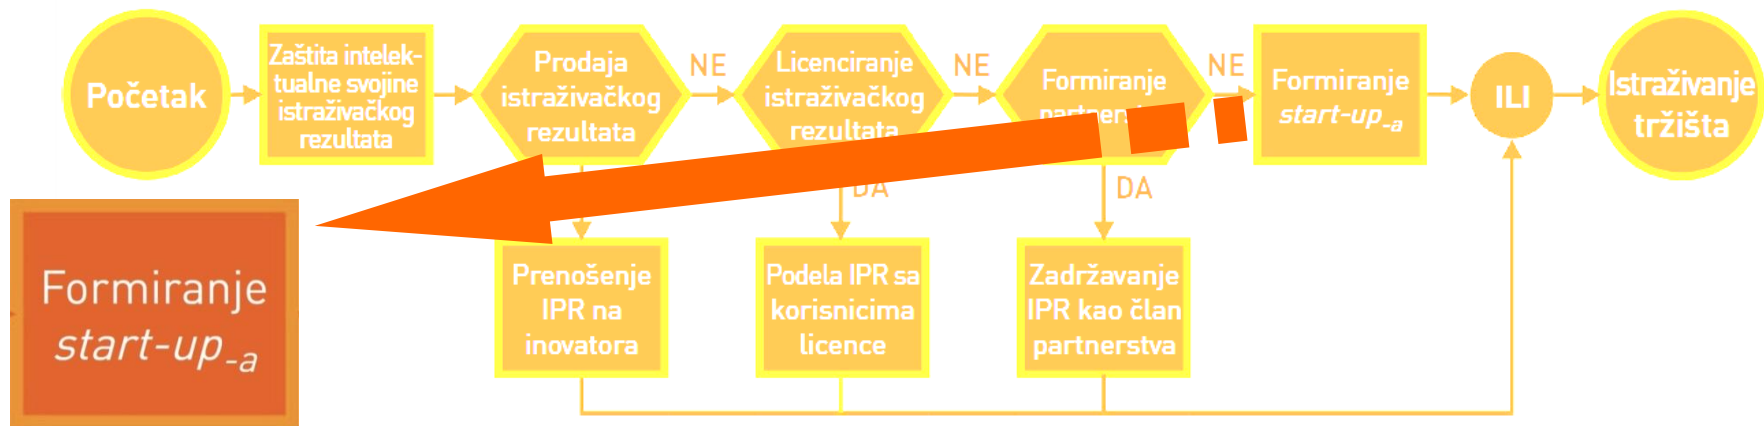 Početak
Zaštita intelek-
tualne svojine
istraživačkog
rezultata
Prodaja
istraživačkog
rezultata
NE
Licenciranje
istraživačkog
rezultata
NE
Formiranje
NE
Formiranje
start-up-a
ILI
Istraživanje
tržišta
DA
DA
Prenošenje
IPR na
inovatora
Podela IPR sa
korisnicima
licence
Zadržavanje
IPR kao član
partnerstva
Formiranje
start-up-a